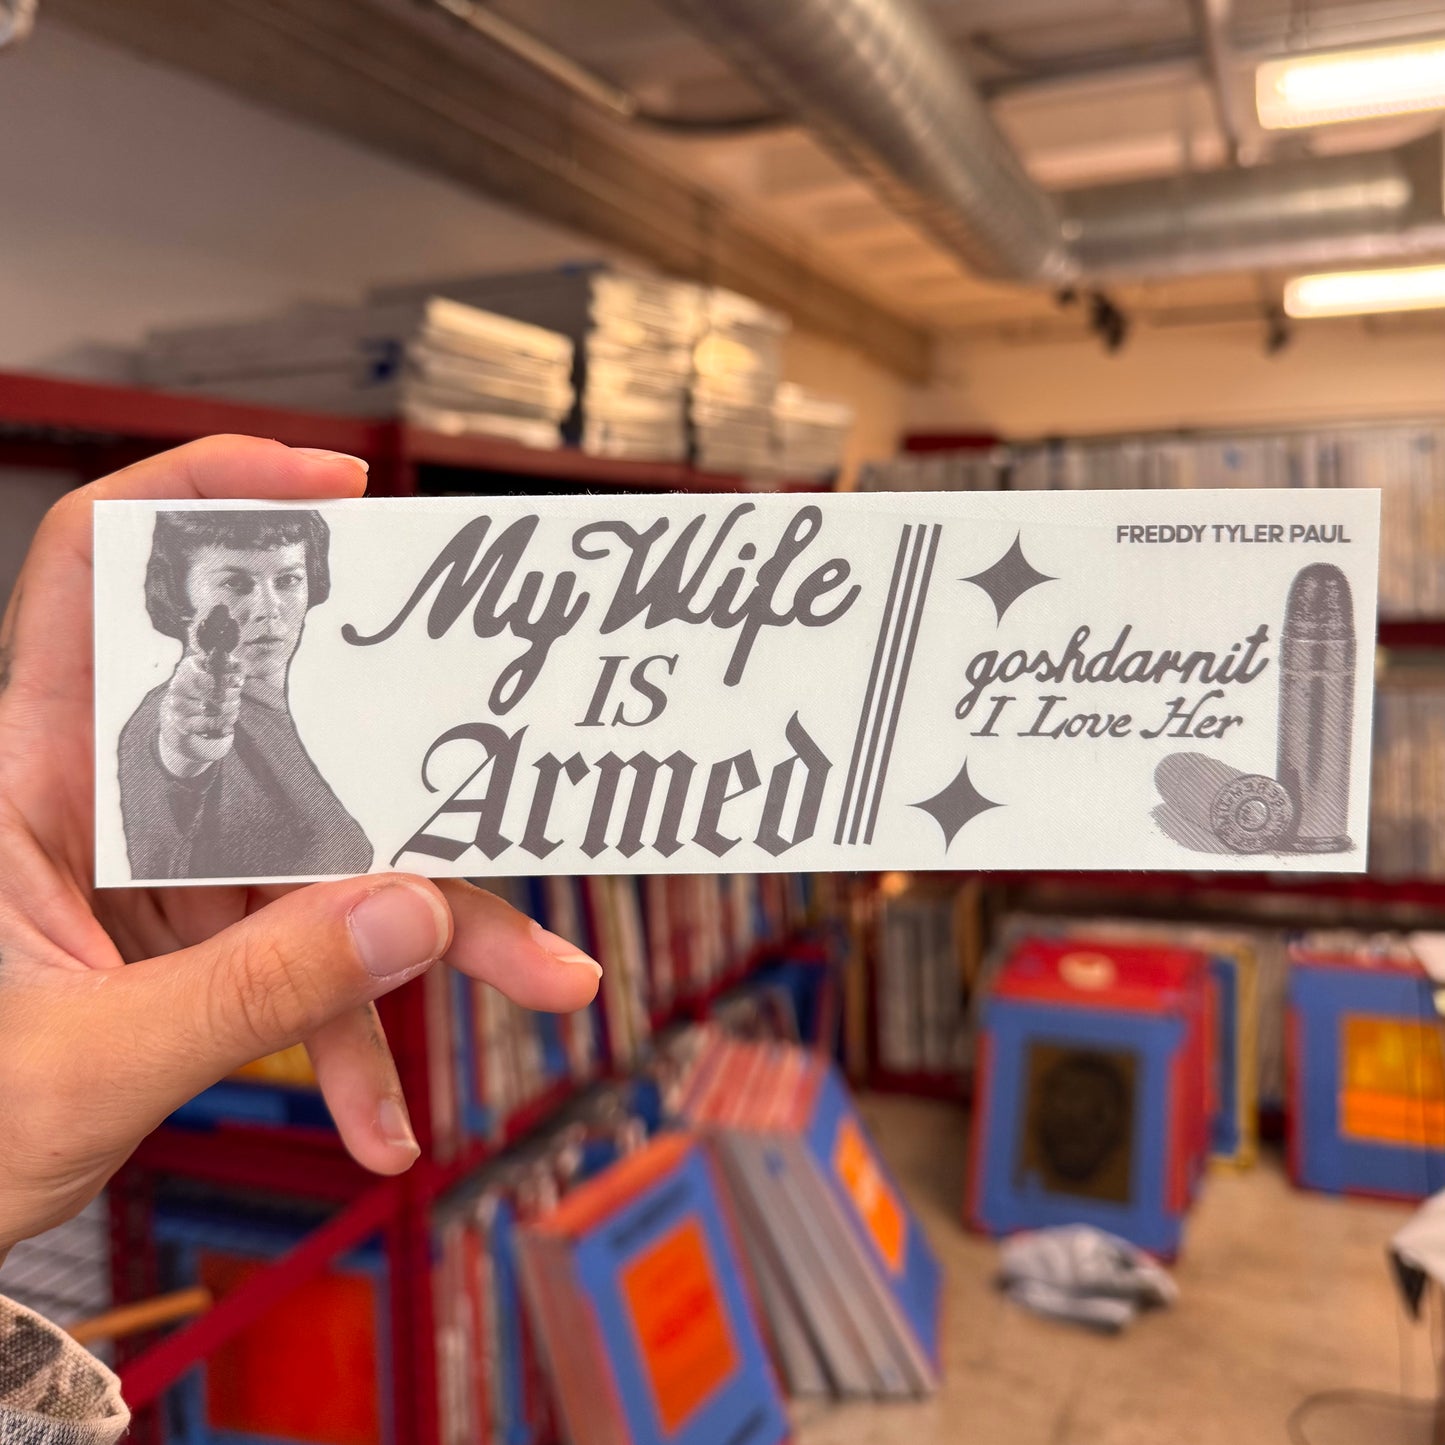 My Wife
IS
Armed
FREDDY TYLER PAUL
goshdarnit
I Love Her